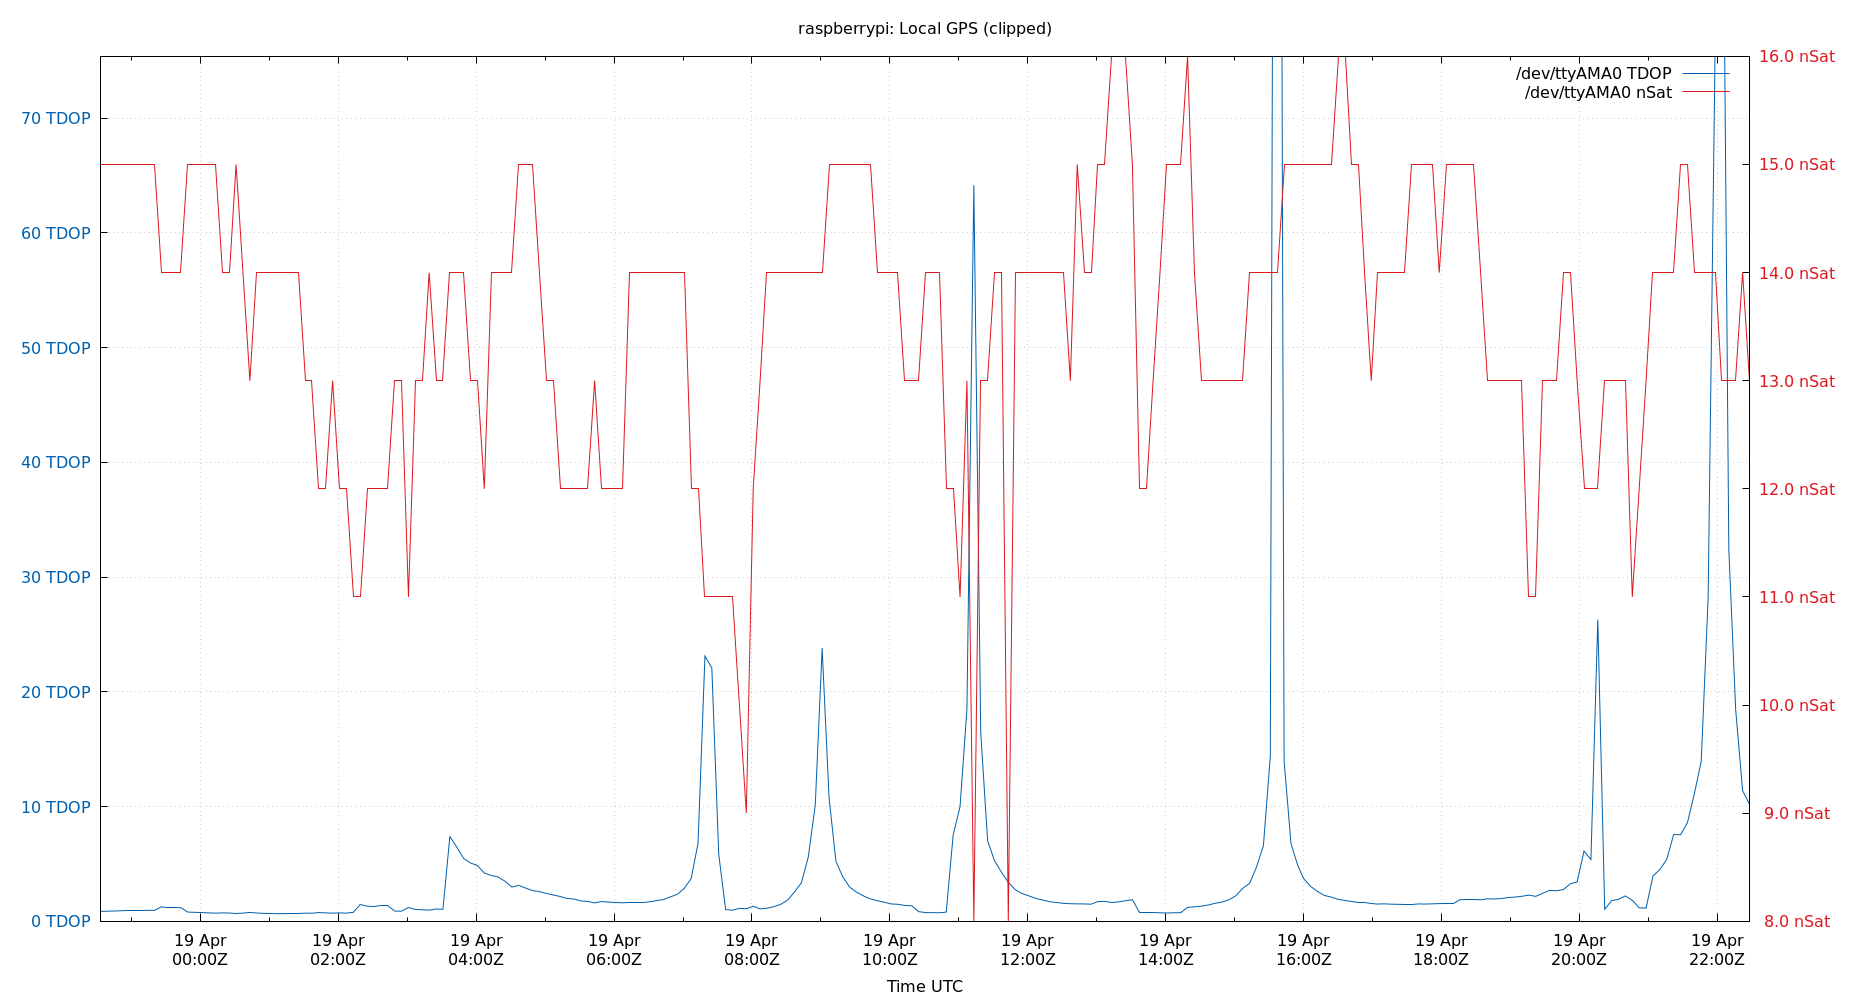 raspberrypi: Local GPS (clipped)
/dev/ttyAMA0 TDOP
/dev/ttyAMA0 nSat
70 TDOP
60 TDOP
50 TDOP
40 TDOP
30 TDOP
20 TDOP
10 TDOP
0 TDOP
16.0 nSat
15.0 nSat
14.0 nSat
13.0 nSat
12.0 nSat
11.0 nSat
10.0 nSat
9.0 nSat
8.0 nSat
19 Apr 00:00Z
19 Apr 02:00Z
19 Apr 04:00Z
19 Apr 06:00Z
19 Apr 08:00Z
19 Apr 10:00Z
19 Apr 12:00Z
19 Apr 14:00Z
19 Apr 16:00Z
19 Apr 18:00Z
19 Apr 20:00Z
19 Apr 22:00Z
Time UTC